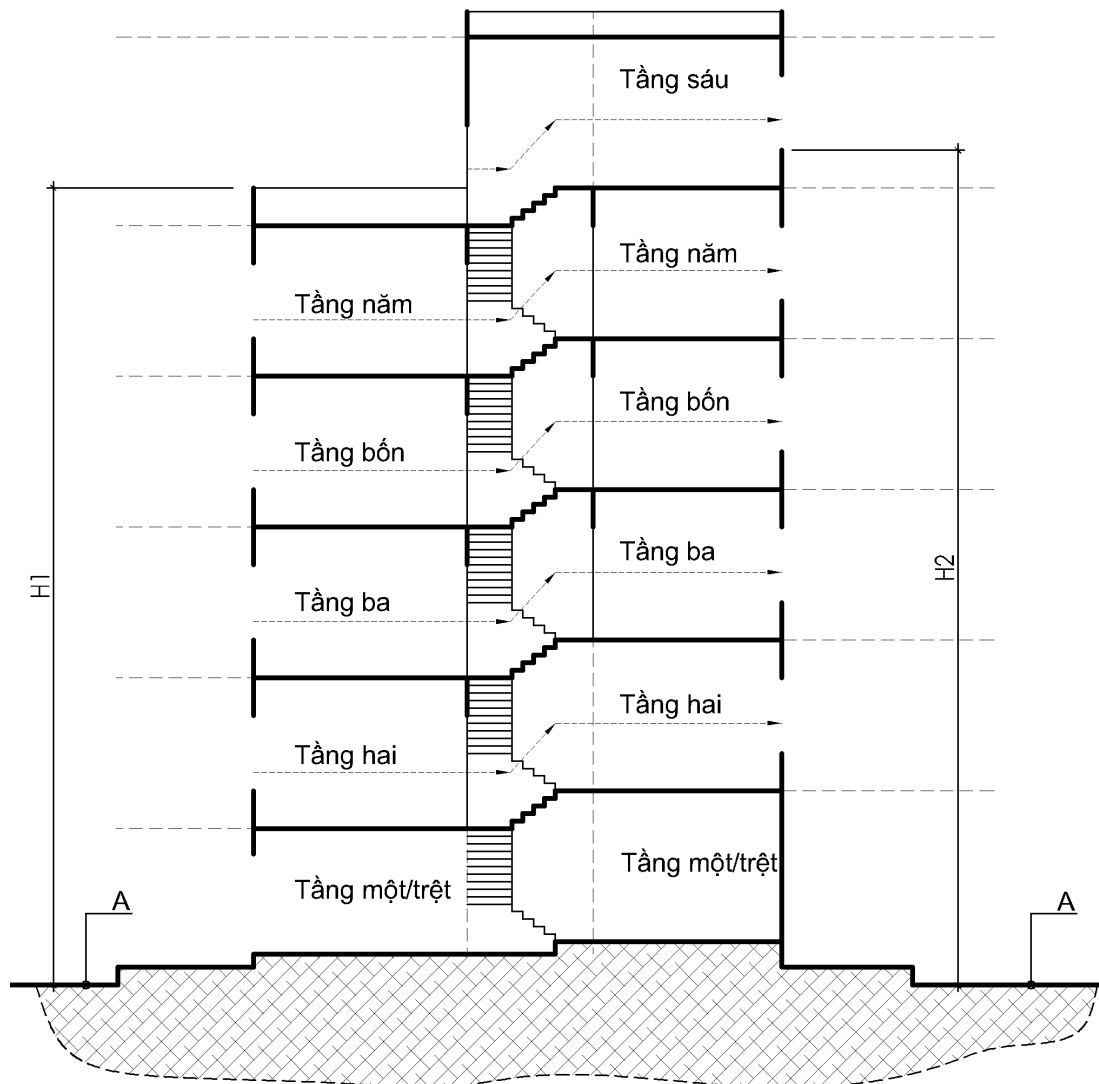 Tầng sáu
Tầng năm
Tầng năm
Tầng bốn
Tầng bốn
Tầng ba
H1
H2
Tầng ba
Tầng hai
Tầng hai
Tầng một/trệt
Tầng một/trệt
A
A